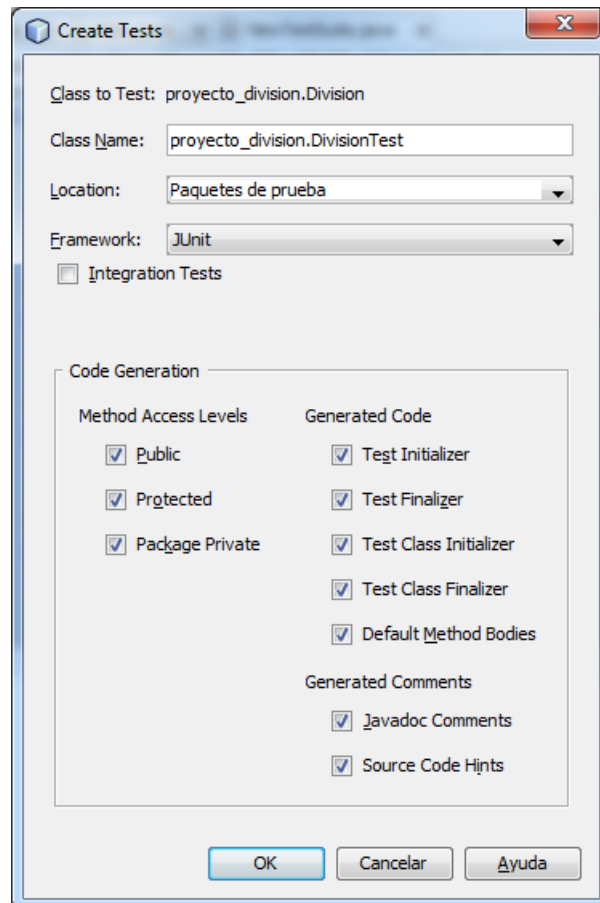 Create Tests
Class to Test: proyecto_division.Division
Class Name: proyecto_division.DivisionTest
Location: Paquetes de prueba
Framework: JUnit
Integration Tests
Code Generation
Method Access Levels
Public
Protected
Package Private
Generated Code
Test Initializer
Test Finalizer
Test Class Initializer
Test Class Finalizer
Default Method Bodies
Generated Comments
Javadoc Comments
Source Code Hints
OK Cancelar Ayuda